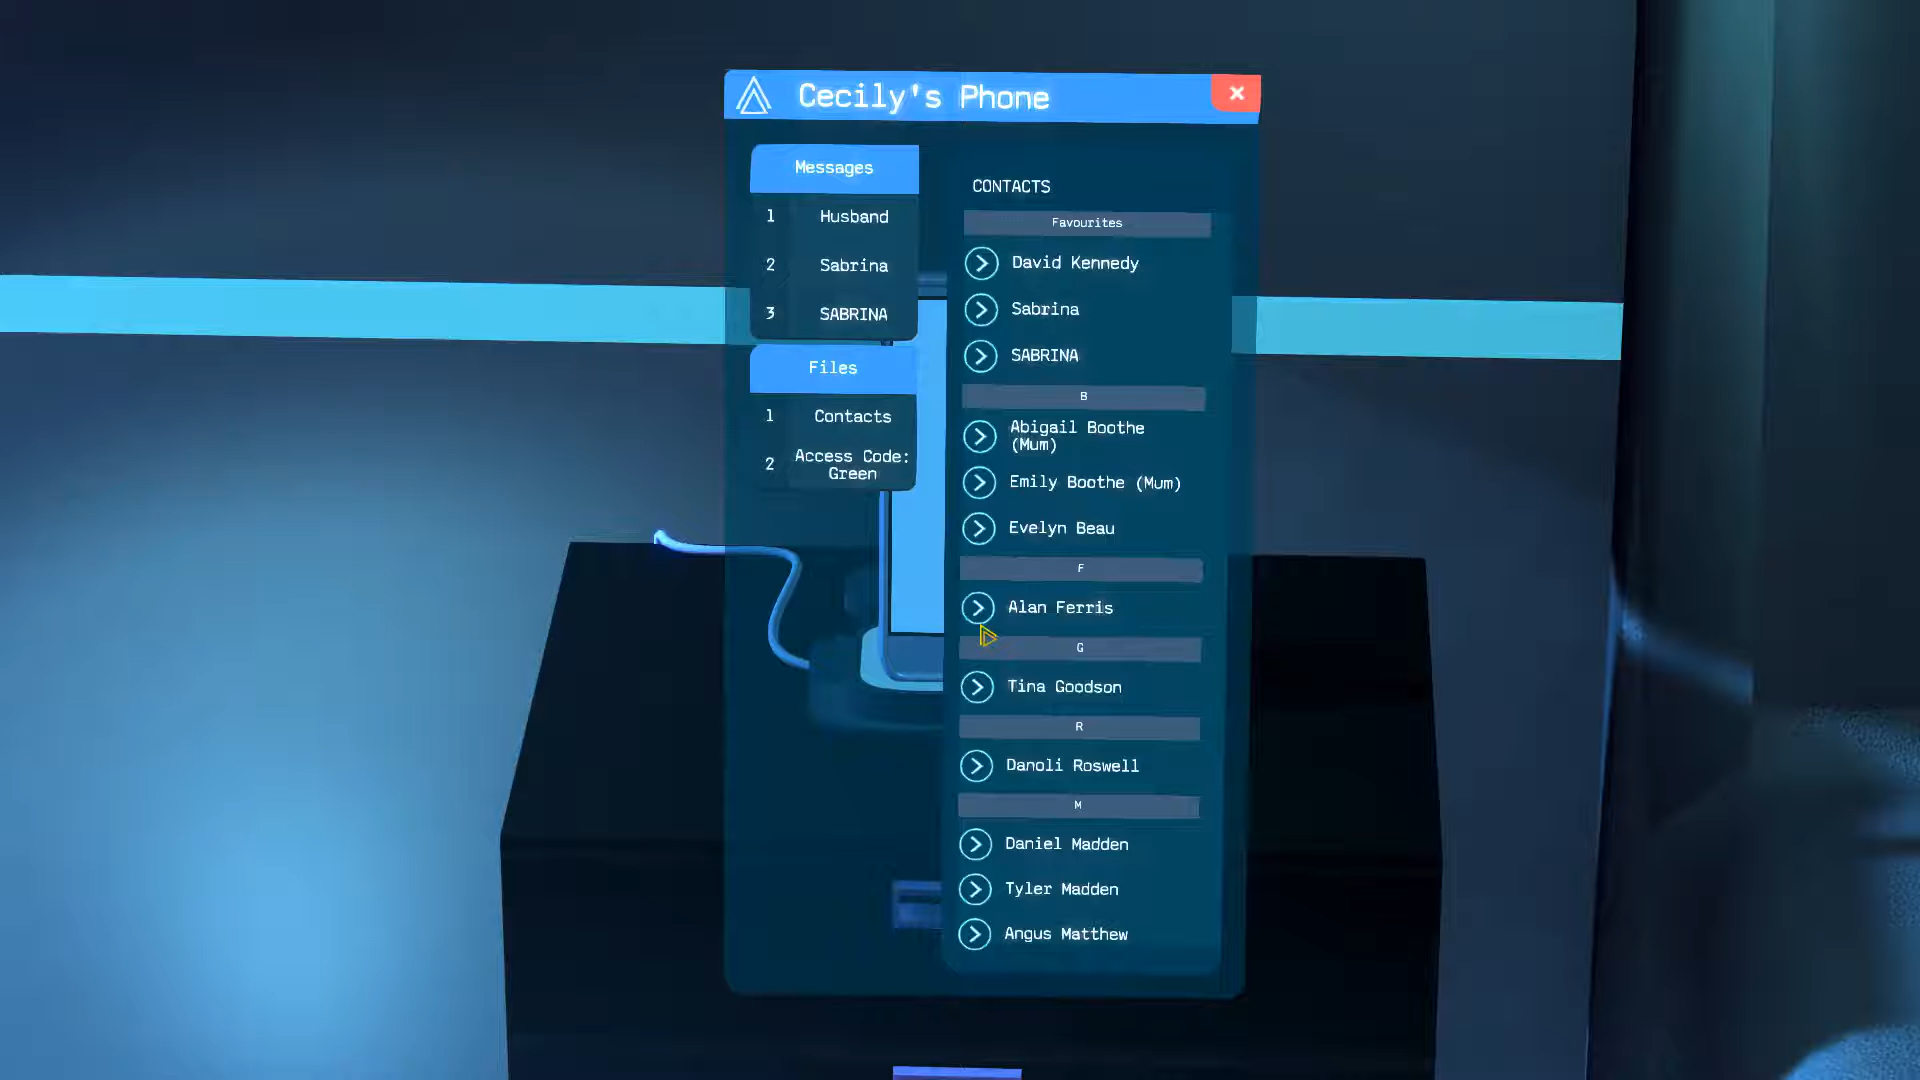 Cecily's Phone
Messages
1 Husband
2 Sabrina
3 SABRINA
Files
1 Contacts
2 Access Code:
Green
CONTACTS
Favourites
David Kennedy
Sabrina
SABRINA
B
Abigail Boothe
(Mum)
Emily Boothe (Mum)
Evelyn Beau
F
Alan Ferris
G
Tina Goodson
R
Danoli Roswell
M
Daniel Madden
Tyler Madden
Angus Matthew